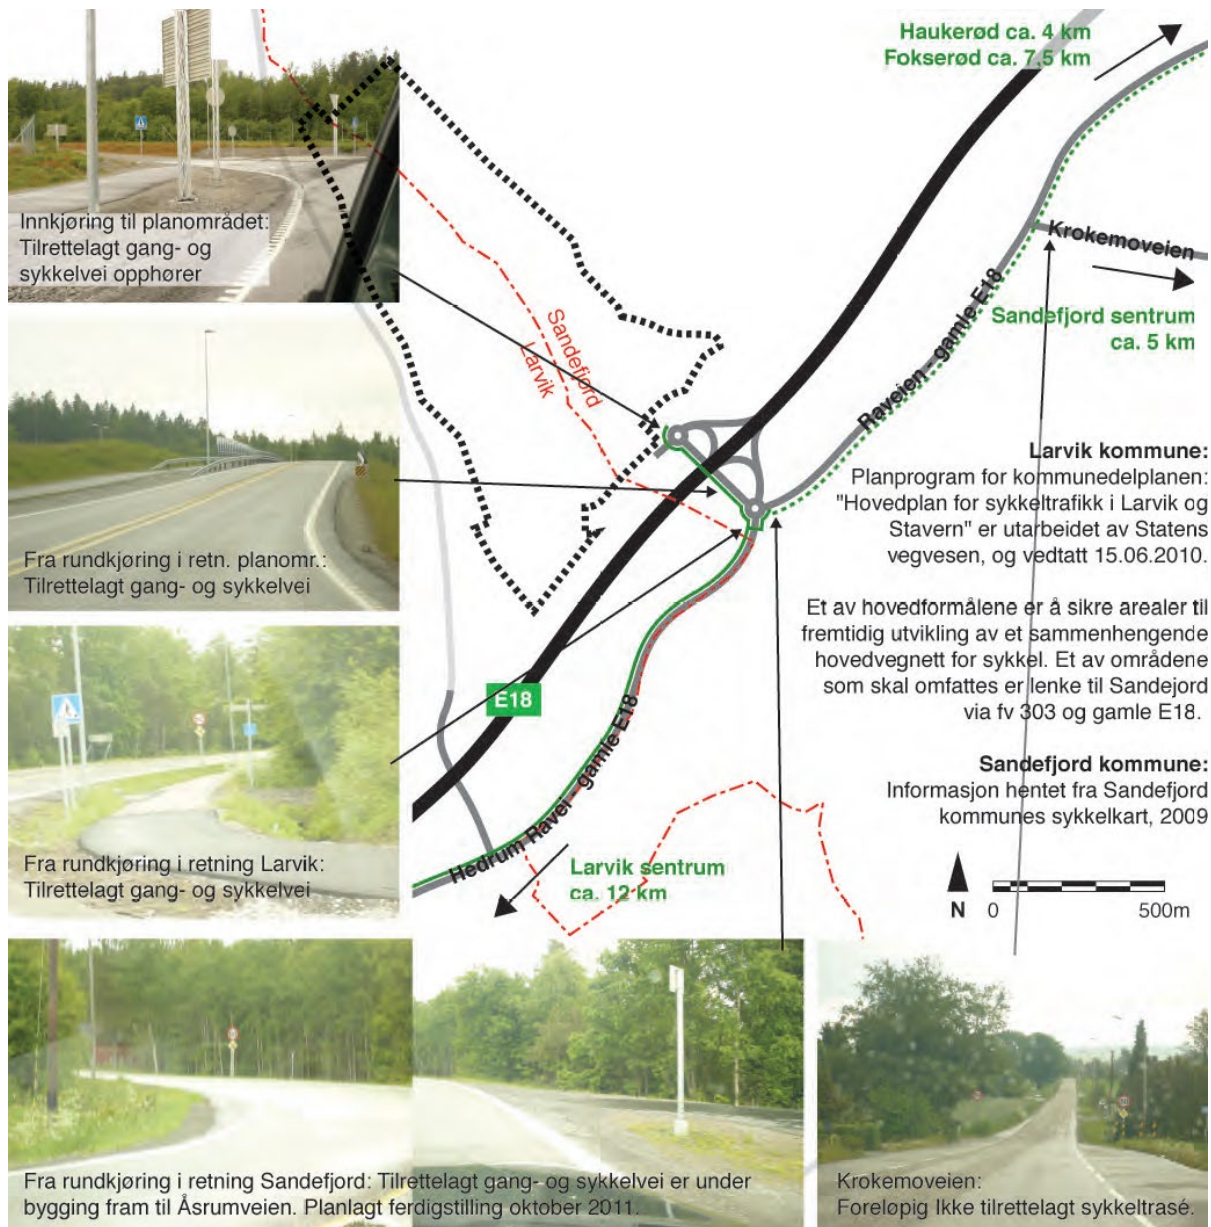 Haukerød ca. 4 km
Fokserød ca. 7,5 km
Innkjøring til planområdet:
Tilrettelagt gang- og
sykkelvei opphører
Krokemoveien
Sandefjord sentrum
ca. 5 km
Sandefjord
Larvik
Raveien - gamle E18
Fra rundkjøring i retn. planomr.:
Tilrettelagt gang- og sykkelvei
Larvik kommune:
Planprogram for kommunedelplanen:
"Hovedplan for sykkeltrafikk i Larvik og
Stavern" er utarbeidet av Statens
vegvesen, og vedtatt 15.06.2010.
Et av hovedformålene er å sikre arealer til
fremtidig utvikling av et sammenhengende
hovedvegnett for sykkel. Et av områdene
som skal omfattes er lenke til Sandejord
via fv 303 og gamle E18.
E18
Hedrum Ravei - gamle E18
Sandefjord kommune:
Informasjon hentet fra Sandefjord
kommunes sykkelkart, 2009
Fra rundkjøring i retning Larvik:
Tilrettelagt gang- og sykkelvei
Larvik sentrum
ca. 12 km
N 0 500m
Fra rundkjøring i retning Sandefjord: Tilrettelagt gang- og sykkelvei er under
bygging fram til Åsrumveien. Planlagt ferdigstilling oktober 2011.
Krokemoveien:
Foreløpig Ikke tilrettelagt sykkeltrasé.